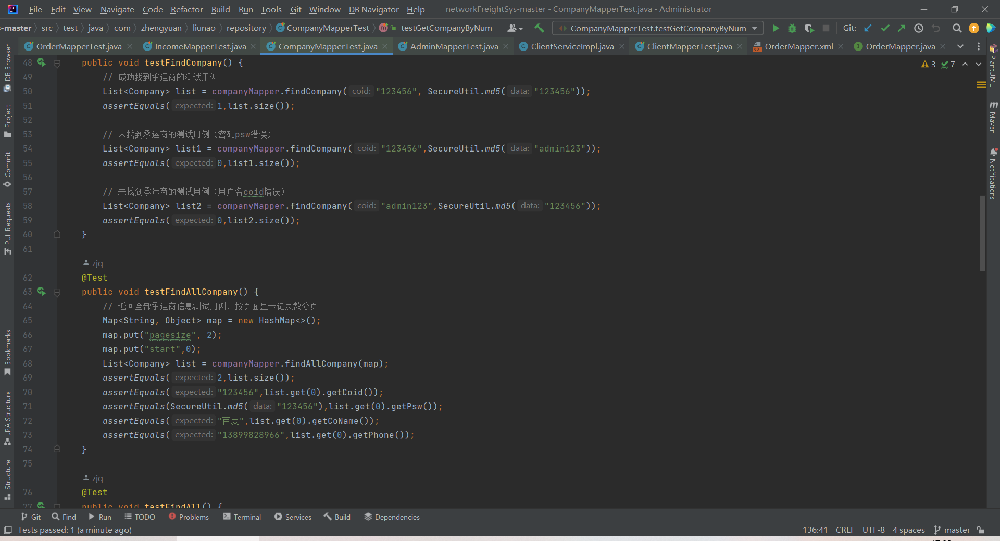 File Edit View Navigate Code Refactor Build Run Tools Git Window DB Navigator Help networkFreightSys-master - CompanyMapperTest.java - Administrator
s-master src test java com zhengyuan liunao repository CompanyMapperTest testGetCompanyByNum CompanyMapperTest.testGetCompanyByNum Git:
OrderMapperTest.java IncomeMapperTest.java CompanyMapperTest.java AdminMapperTest.java ClientServiceImpl.java ClientMapperTest.java OrderMapper.xml OrderMapper.java
DB Browser
Project
Commit
Pull Requests
Bookmarks
JPA Structure
Structure
3 7
48 public void testFindCompany() {
49 // 成功找到承运商的测试用例
50 List<Company> list = companyMapper.findCompany( coid: "123456", SecureUtil.md5( data: "123456"));
51 assertEquals( expected: 1,list.size());
52
53 // 未找到承运商的测试用例（密码psw错误）
54 List<Company> list1 = companyMapper.findCompany( coid: "123456",SecureUtil.md5( data: "admin123"));
55 assertEquals( expected: 0,list1.size());
56
57 // 未找到承运商的测试用例（用户名coid错误）
58 List<Company> list2 = companyMapper.findCompany( coid: "admin123",SecureUtil.md5( data: "123456"));
59 assertEquals( expected: 0,list2.size());
60 }
61
zjq
62 @Test
63 public void testFindAllCompany() {
64 // 返回全部承运商信息测试用例，按页面显示记录数分页
65 Map<String, Object> map = new HashMap<>();
66 map.put("pagesize", 2);
67 map.put("start",0);
68 List<Company> list = companyMapper.findAllCompany(map);
69 assertEquals( expected: 2,list.size());
70 assertEquals( expected: "123456",list.get(0).getCoid());
71 assertEquals(SecureUtil.md5( data: "123456"),list.get(0).getPsw());
72 assertEquals( expected: "百度",list.get(0).getCoName());
73 assertEquals( expected: "13899828966",list.get(0).getPhone());
74 }
75
zjq
76 @Test
77 public void testFindAll() {
PlantUML
Maven
Notifications
Git Find Run TODO Problems Terminal Services Build Dependencies
Tests passed: 1 (a minute ago) 136:41 CRLF UTF-8 4 spaces master